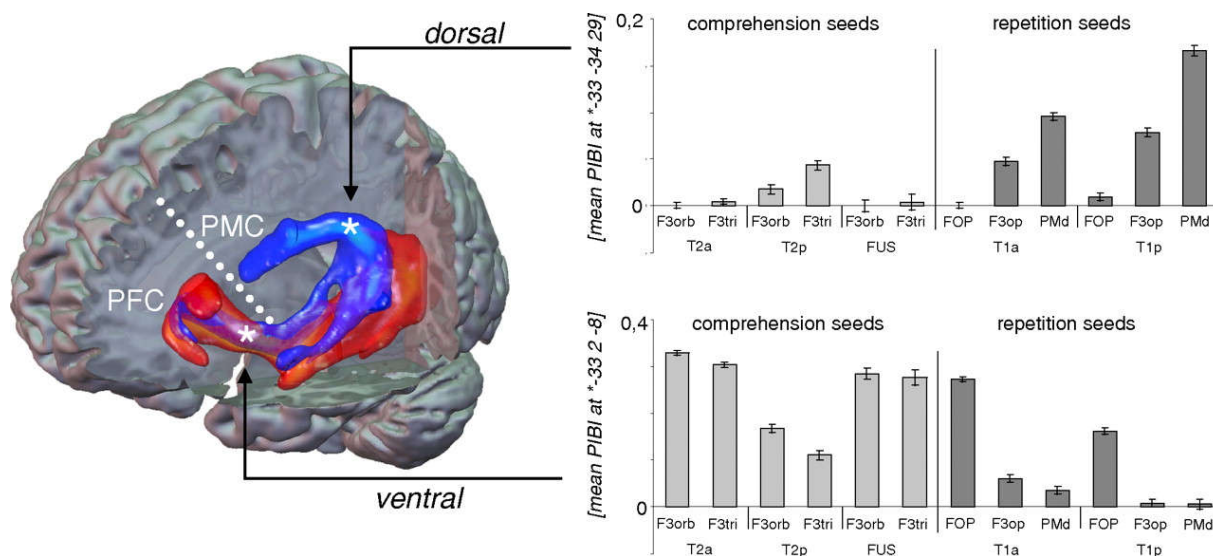 dorsal
PMC
PFC
ventral
*
*
[mean PIBI at *-33 -34 29]
0,2
0
comprehension seeds
repetition seeds
F3orb F3tri F3orb F3tri F3orb F3tri FOP F3op PMd FOP F3op PMd
T2a T2p FUS T1a T1p
[mean PIBI at *-33 2 -8]
0,4
0
comprehension seeds
repetition seeds
F3orb F3tri F3orb F3tri F3orb F3tri FOP F3op PMd FOP F3op PMd
T2a T2p FUS T1a T1p